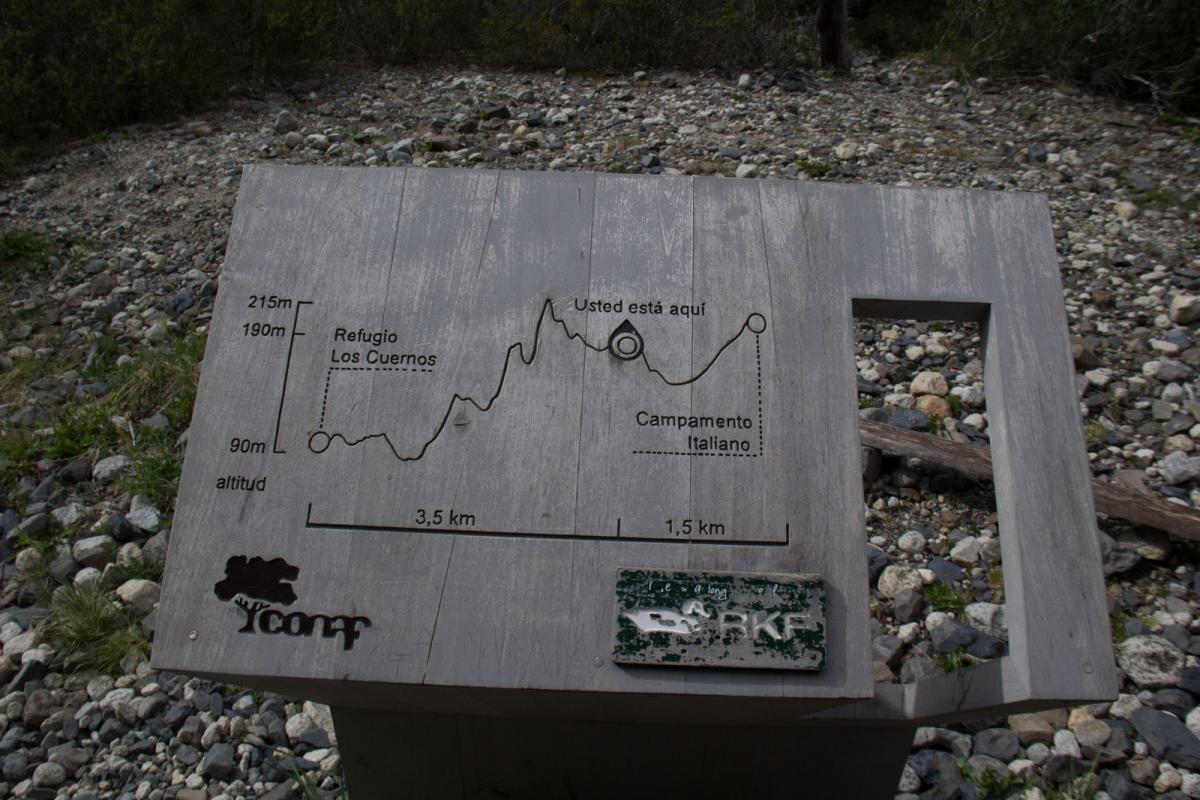 215m
Usted está aquí
190m
Refugio
Los Cuernos
Campamento
Italiano
90m
altitud
3,5 km
1,5 km
conaf
a long
RKF